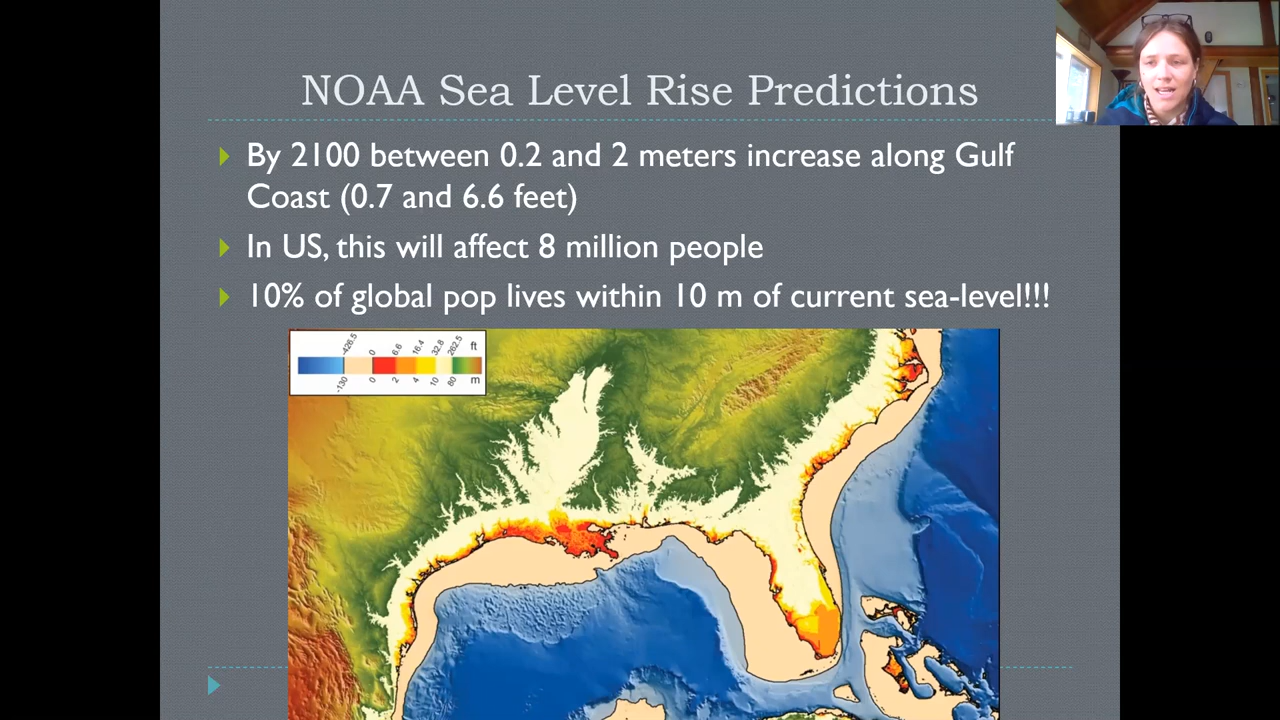 NOAA Sea Level Rise Predictions
By 2100 between 0.2 and 2 meters increase along Gulf
Coast (0.7 and 6.6 feet)
In US, this will affect 8 million people
10% of global pop lives within 10 m of current sea-level!!!
-426.5 0 6.6 16.4 32.8 262.5 ft
-130 0 2 4 10 80 m